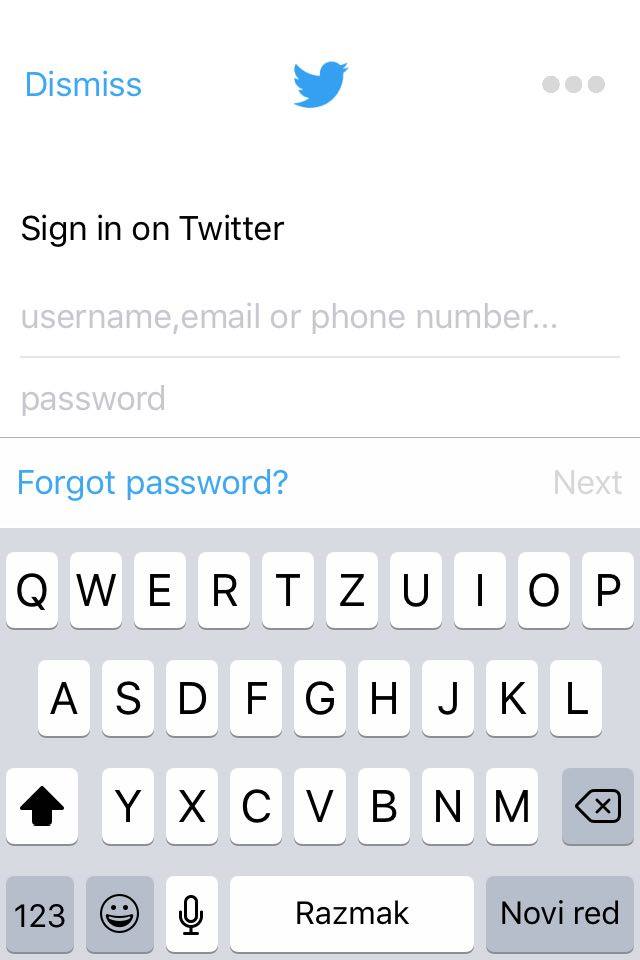 Dismiss
Sign in on Twitter
username,email or phone number...
password
Forgot password? Next
Q W E R T Z U I O P
A S D F G H J K L
Y X C V B N M
123 Razmak Novi red